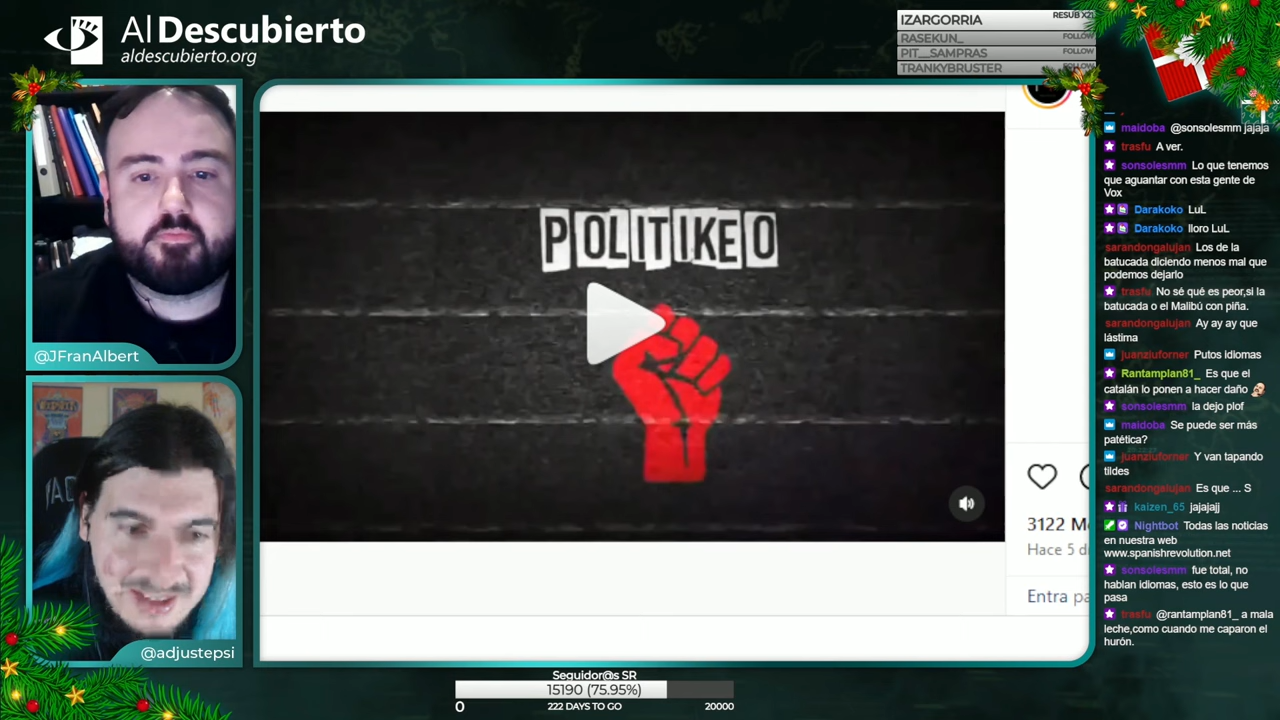 Al Descubierto
aldescubierto.org
IZARGORRIA RESUB X21
RASEKUN_ FOLLOW
PIT__SAMPRAS FOLLOW
TRANKYBRUSTER FOLLOW
@JFranAlbert
@adjustepsi
POLITIKEO
3122 Me
Hace 5 d
Entra pa
maidoba @sonsolesmm jajaja
trasfu A ver.
sonsolesmm Lo que tenemos
que aguantar con esta gente de
Vox
Darakoko LuL
Darakoko lloro LuL
sarandongalujan Los de la
batucada diciendo menos mal que
podemos dejarlo
trasfu No sé qué es peor,si la
batucada o el Malibú con piña.
sarandongalujan Ay ay ay que
lástima
juanziuforner Putos idiomas
Rantamplan81_ Es que el
catalán lo ponen a hacer daño
sonsolesmm la dejo plof
maidoba Se puede ser más
patética?
juanziuforner Y van tapando
tildes
sarandongalujan Es que ... S
kaizen_65 jajajajj
Nightbot Todas las noticias
en nuestra web
www.spanishrevolution.net
sonsolesmm fue total, no
hablan idiomas, esto es lo que
pasa
trasfu @rantamplan81_ a mala
leche,como cuando me caparon el
hurón.
Seguidor@s SR
15190 (75.95%)
0 222 DAYS TO GO 20000